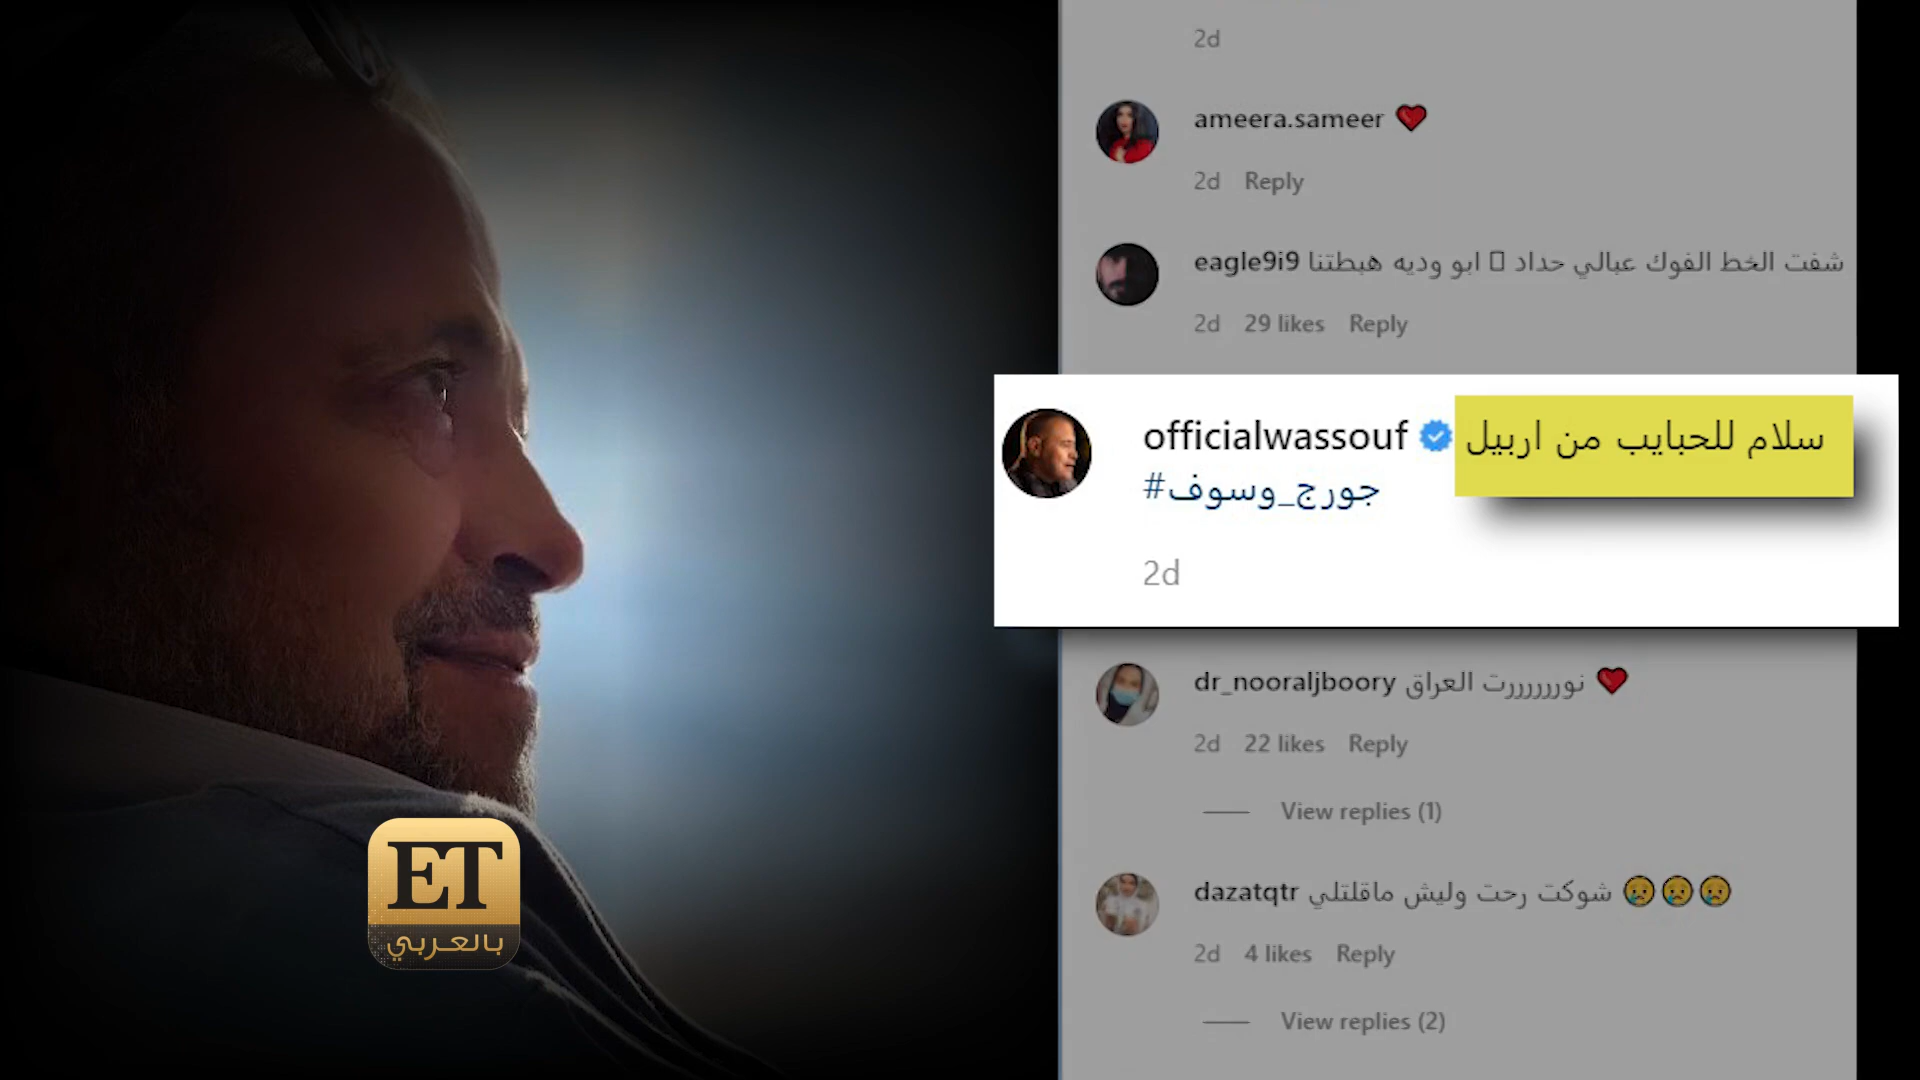 2d
ameera.sameer ❤
2d Reply
eagle9i9 شفت الخط الفوك عبالي حداد ▯ ابو وديه هبطتنا
2d 29 likes Reply
officialwassouf سلام للحبايب من اربيل
#جورج_وسوف
2d
dr_nooraljboory نوررررررت العراق ❤
2d 22 likes Reply
View replies (1)
dazatqtr شوكت رحت وليش ماقلتلي 😢😢😢
2d 4 likes Reply
View replies (2)
ET
بالعربي